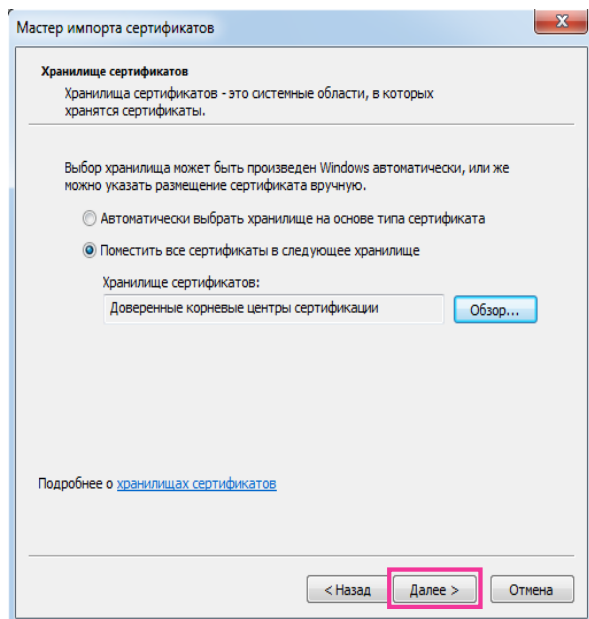 Мастер импорта сертификатов
Хранилище сертификатов
Хранилища сертификатов - это системные области, в которых
хранятся сертификаты.
Выбор хранилища может быть произведен Windows автоматически, или же
можно указать размещение сертификата вручную.
Автоматически выбрать хранилище на основе типа сертификата
Поместить все сертификаты в следующее хранилище
Хранилище сертификатов:
Доверенные корневые центры сертификации
Обзор...
Подробнее о хранилищах сертификатов
< Назад Далее > Отмена